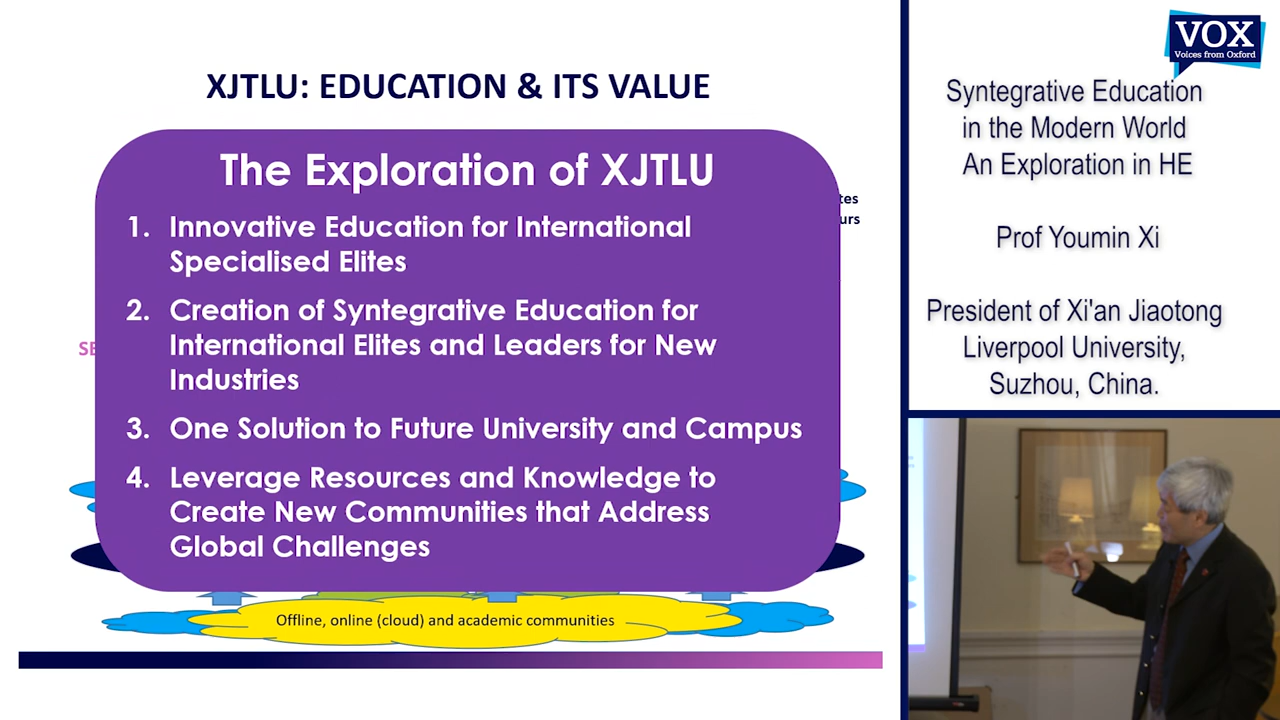 XJTLU: EDUCATION & ITS VALUE
The Exploration of XJTLU
1. Innovative Education for International
Specialised Elites
2. Creation of Syntegrative Education for
International Elites and Leaders for New
Industries
3. One Solution to Future University and Campus
4. Leverage Resources and Knowledge to
Create New Communities that Address
Global Challenges
Offline, online (cloud) and academic communities
VOX
Voices from Oxford
Syntegrative Education
in the Modern World
An Exploration in HE
Prof Youmin Xi
President of Xi'an Jiaotong
Liverpool University,
Suzhou, China.